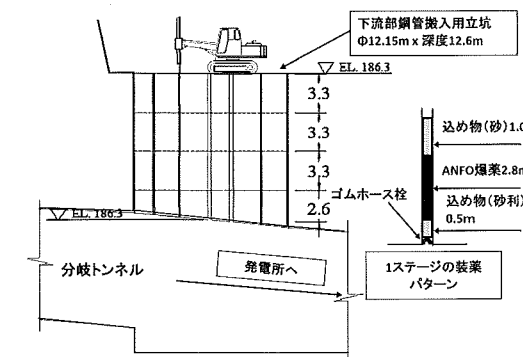 下流部鋼管搬入用立坑
Φ12.15m x 深度12.6m
EL. 186.3
3.3
3.3
3.3
2.6
込め物(砂)1.0
ANFO爆薬2.8m
ゴムホース栓
込め物(砂利)
0.5m
EL. 186.3
分岐トンネル
発電所へ
1ステージの装薬
パターン